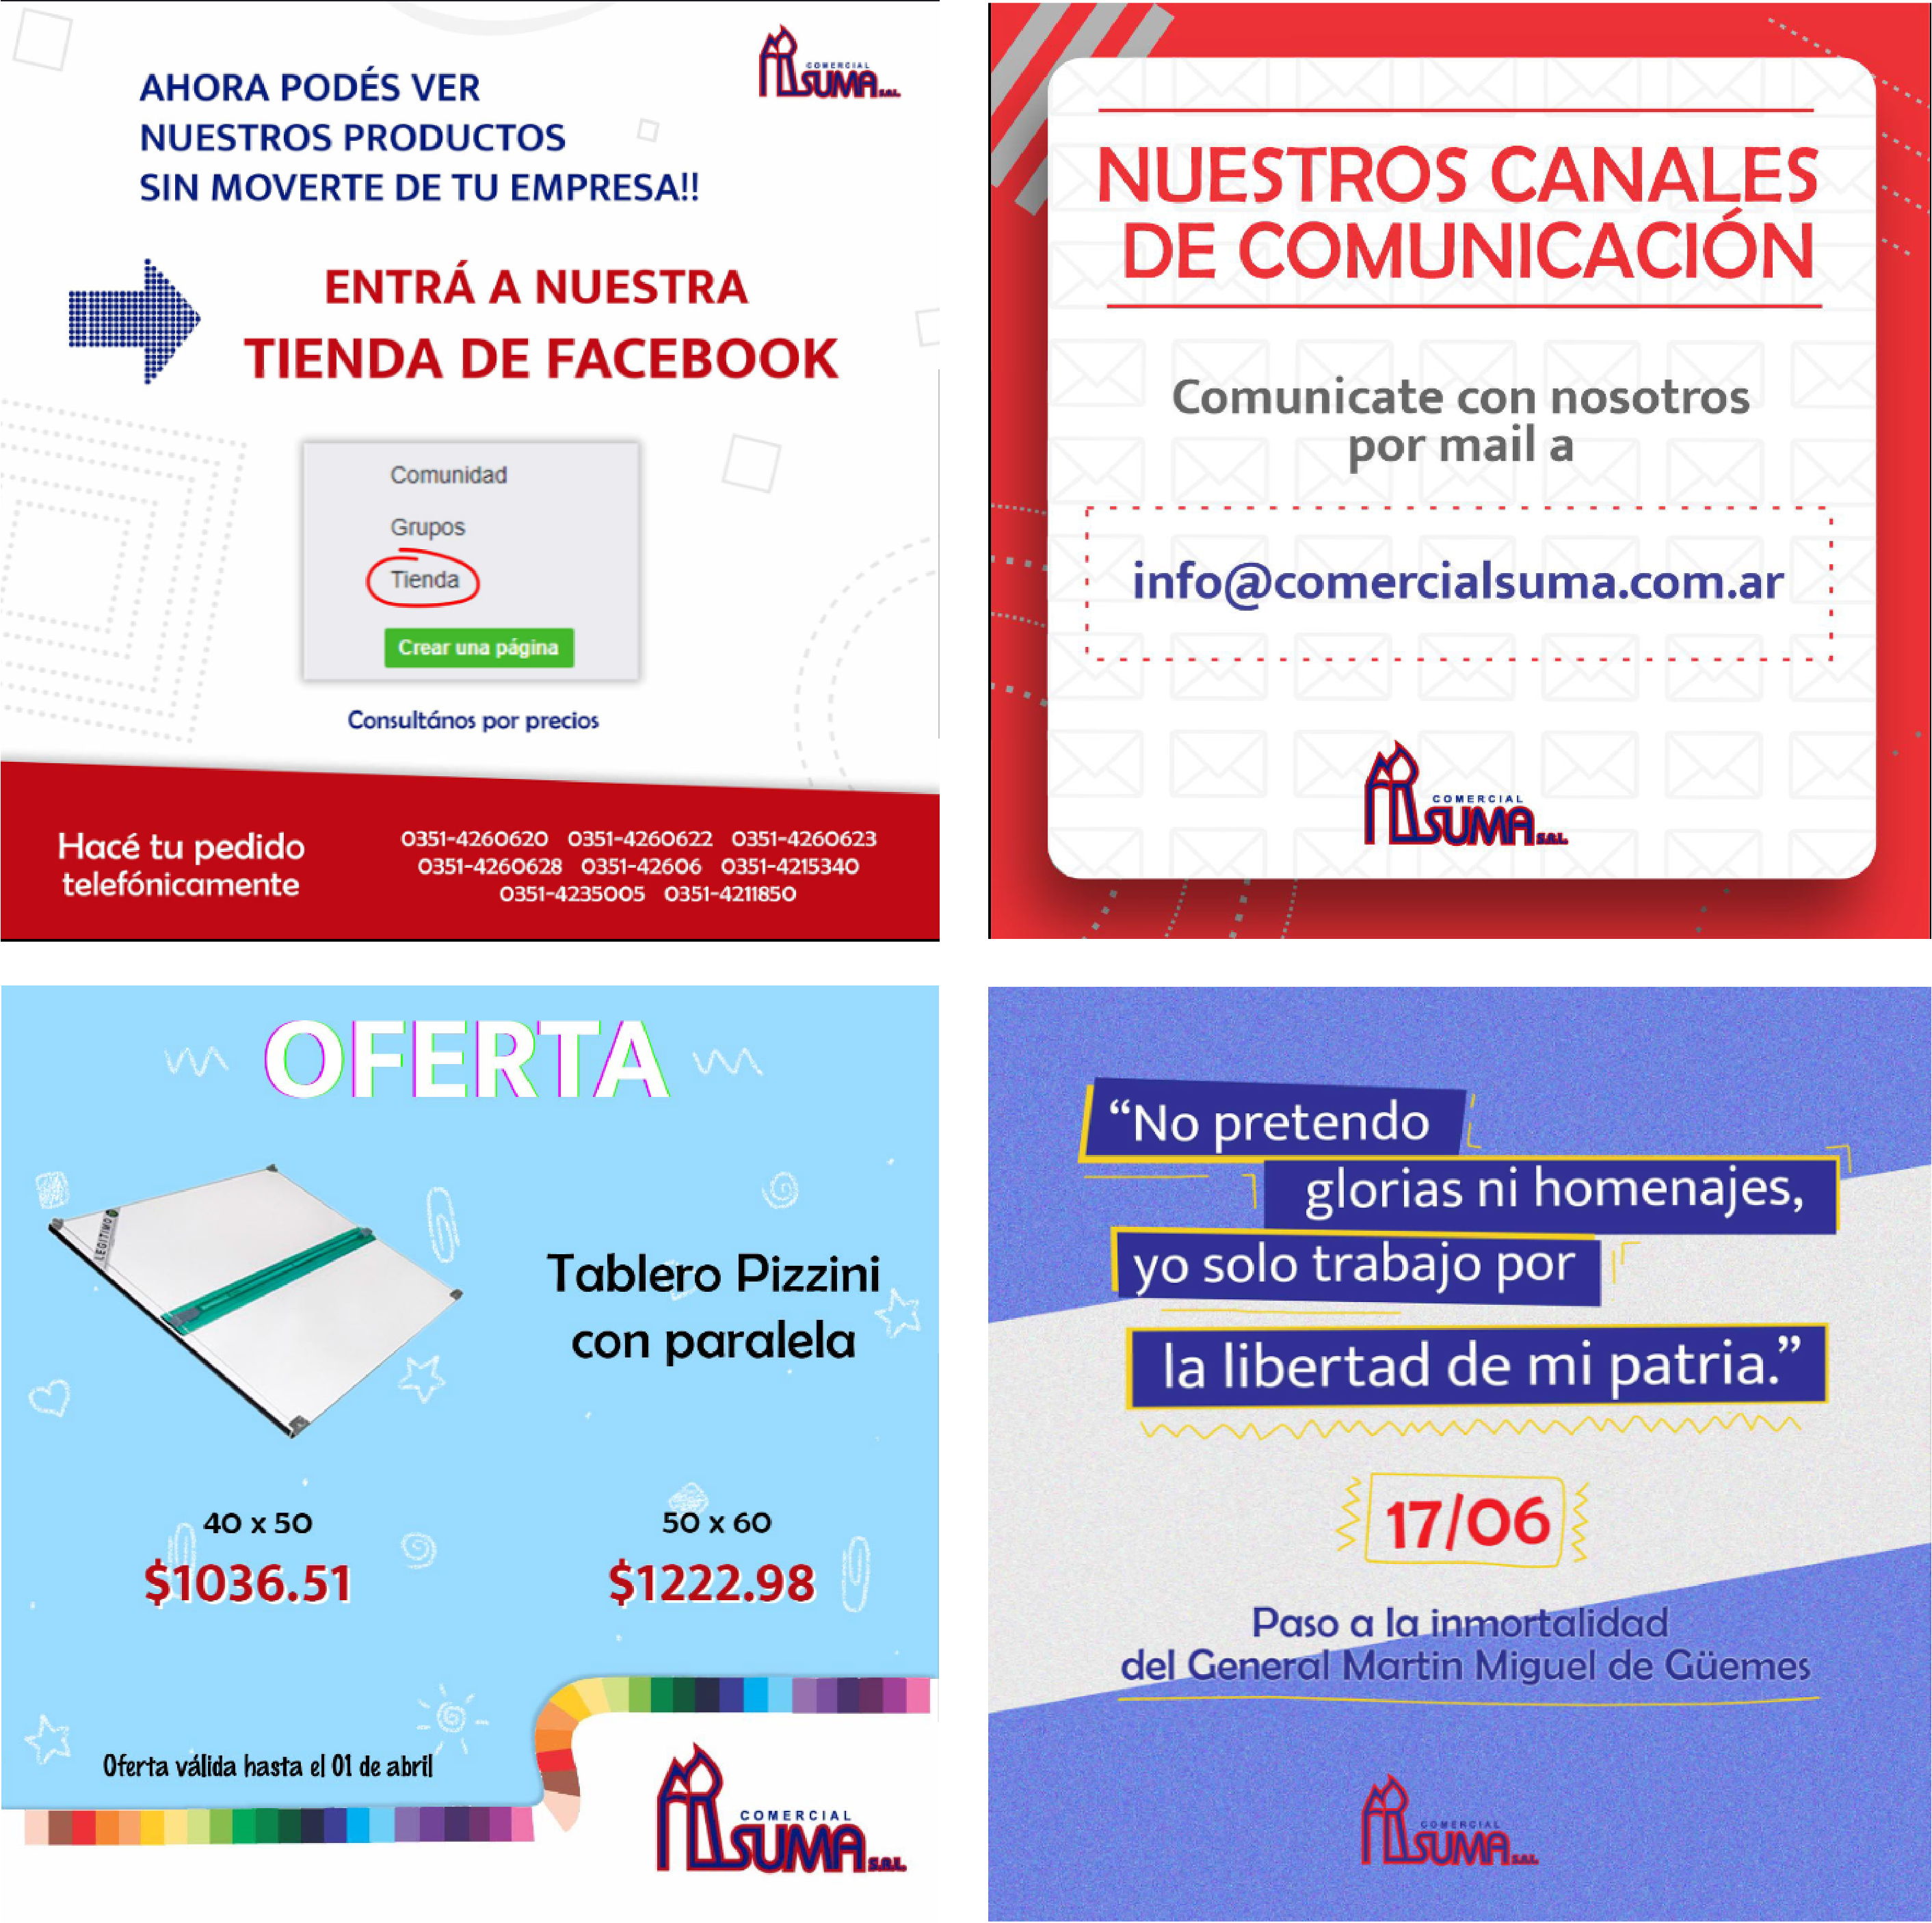 AHORA PODÉS VER
NUESTROS PRODUCTOS
SIN MOVERTE DE TU EMPRESA!!
COMERCIAL
SUMA S.R.L.
ENTRÁ A NUESTRA
TIENDA DE FACEBOOK
Comunidad
Grupos
Tienda
Crear una página
Consultános por precios
Hacé tu pedido
telefónicamente
0351-4260620 0351-4260622 0351-4260623
0351-4260628 0351-42606 0351-4215340
0351-4235005 0351-4211850
NUESTROS CANALES
DE COMUNICACIÓN
Comunicate con nosotros
por mail a
info@comercialsuma.com.ar
COMERCIAL
SUMA S.R.L.
OFERTA
LEGITIMO
Tablero Pizzini
con paralela
40 x 50
$1036.51
50 x 60
$1222.98
Oferta válida hasta el 01 de abril
COMERCIAL
SUMA S.R.L.
“No pretendo
glorias ni homenajes,
yo solo trabajo por
la libertad de mi patria.”
17/06
Paso a la inmortalidad
del General Martin Miguel de Güemes
COMERCIAL
SUMA S.R.L.